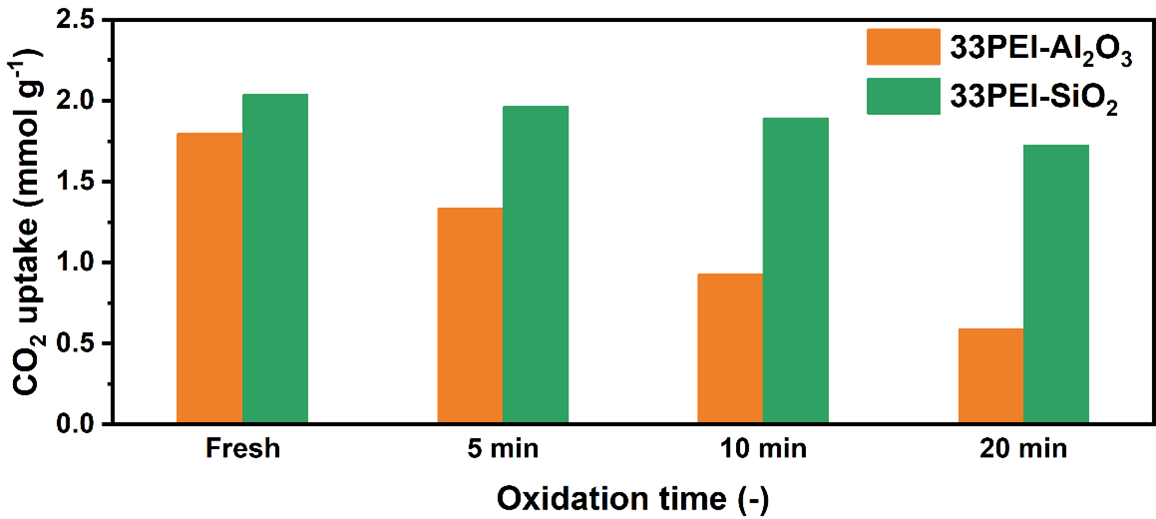 33PEI-Al₂O₃
33PEI-SiO₂
CO₂ uptake (mmol g⁻¹)
2.5
2.0
1.5
1.0
0.5
0.0
Fresh 5 min 10 min 20 min
Oxidation time (-)